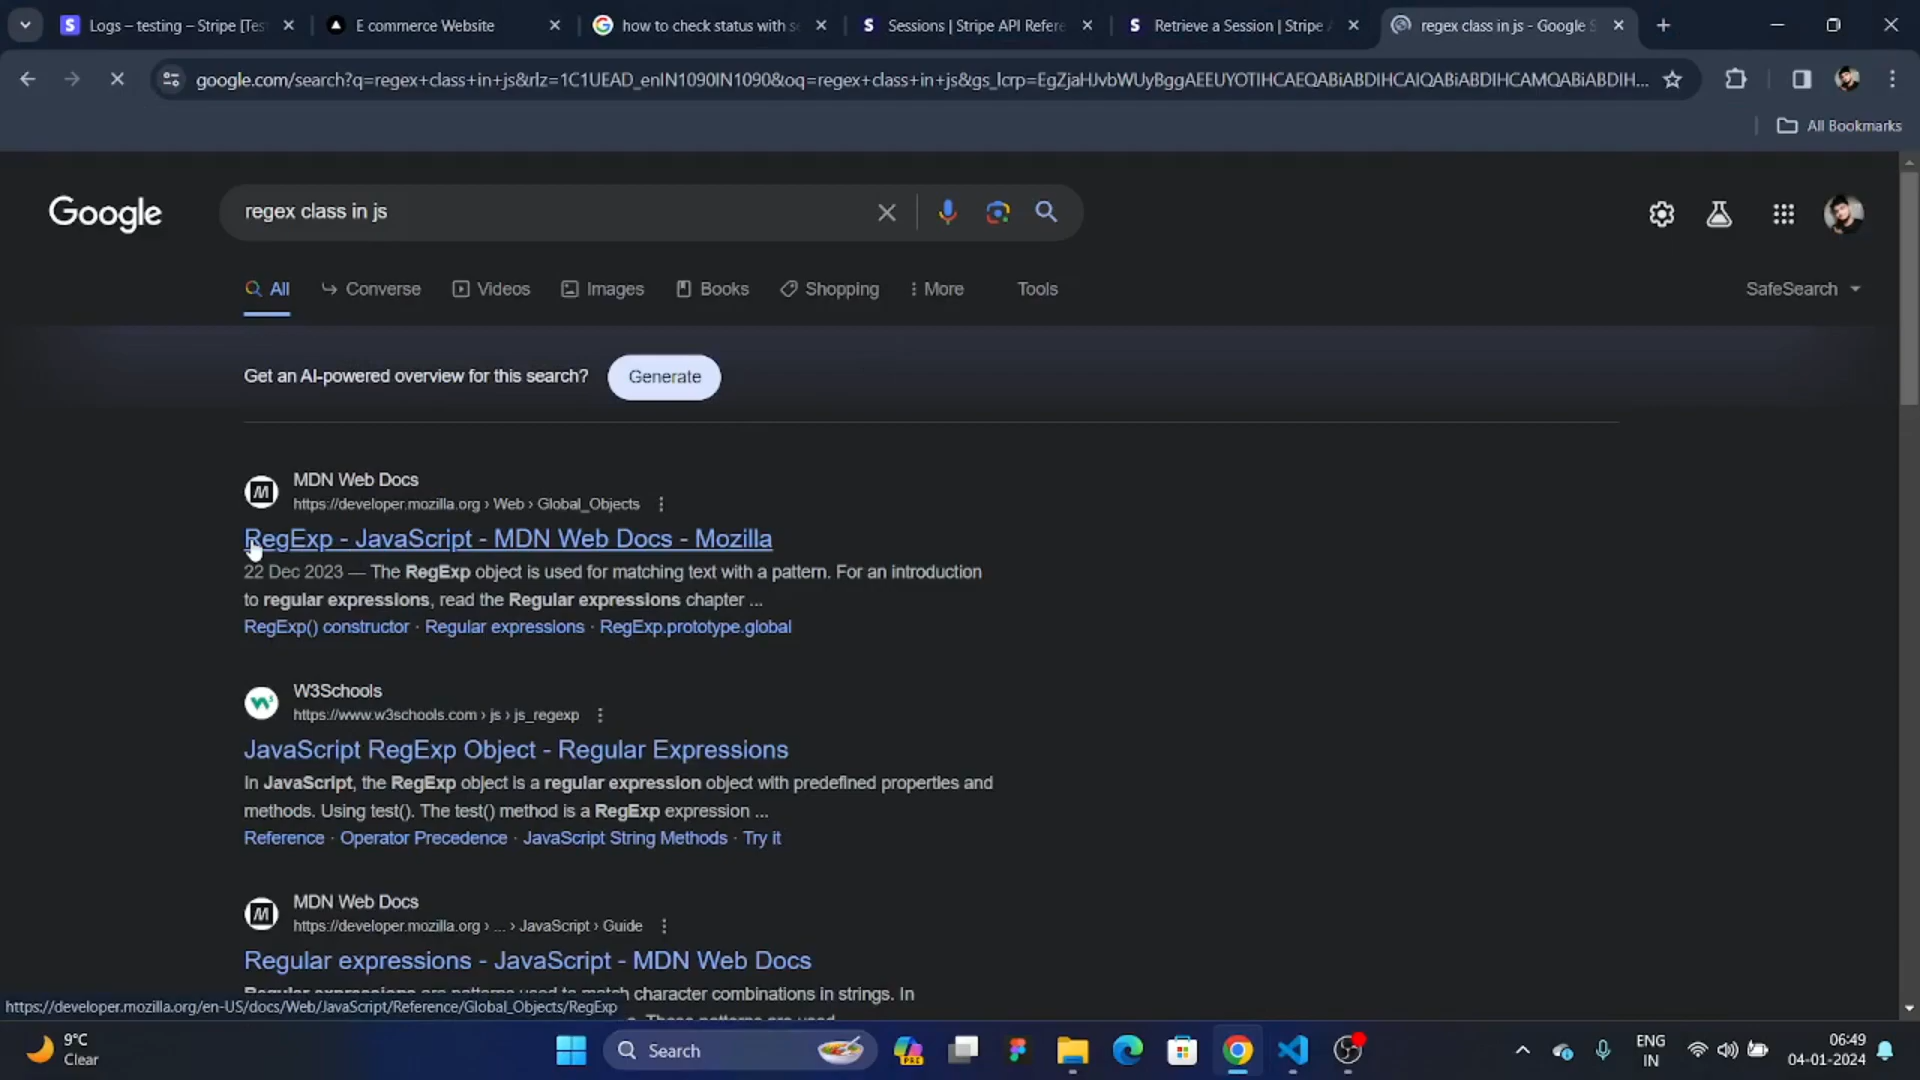 Logs – testing – Stripe [Tes
E commerce Website
how to check status with s
Sessions | Stripe API Refere
Retrieve a Session | Stripe
regex class in js - Google S
google.com/search?q=regex+class+in+js&rlz=1C1UEAD_enIN1090IN1090&oq=regex+class+in+js&gs_lcrp=EgZjaHJvbWUyBggAEEUYOTIHCAEQABiABDIHCAIQABiABDIHCAMQABiABDIH...
All Bookmarks
Google
regex class in js
All
Converse
Videos
Images
Books
Shopping
More
Tools
SafeSearch
Get an AI-powered overview for this search?
Generate
MDN Web Docs
https://developer.mozilla.org › Web › Global_Objects
RegExp - JavaScript - MDN Web Docs - Mozilla
22 Dec 2023 — The RegExp object is used for matching text with a pattern. For an introduction
to regular expressions, read the Regular expressions chapter ...
RegExp() constructor · Regular expressions · RegExp.prototype.global
W3Schools
https://www.w3schools.com › js › js_regexp
JavaScript RegExp Object - Regular Expressions
In JavaScript, the RegExp object is a regular expression object with predefined properties and
methods. Using test(). The test() method is a RegExp expression ...
Reference · Operator Precedence · JavaScript String Methods · Try it
MDN Web Docs
https://developer.mozilla.org › ... › JavaScript › Guide
Regular expressions - JavaScript - MDN Web Docs
character combinations in strings. In
https://developer.mozilla.org/en-US/docs/Web/JavaScript/Reference/Global_Objects/RegExp
9°C
Clear
Search
PRE
ENG
IN
06:49
04-01-2024